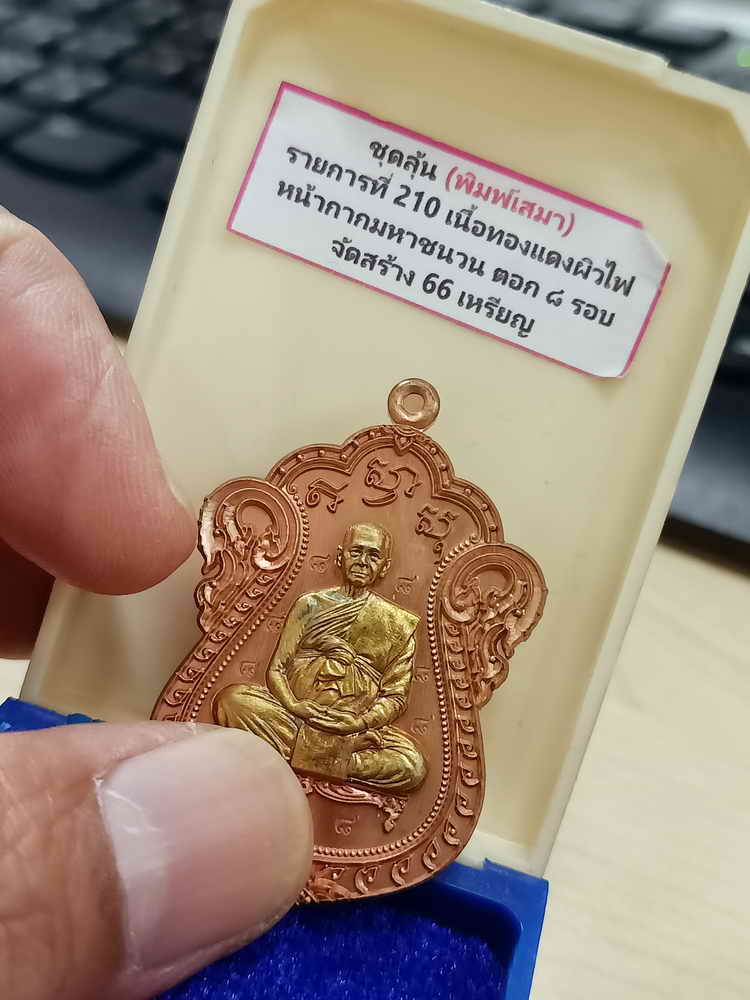 ชุดลุ้น (พิมพ์เสมา)
รายการที่ 210 เนื้อทองแดงผิวไฟ
หน้ากากมหาชนวน ตอก ๘ รอบ
จัดสร้าง 66 เหรียญ